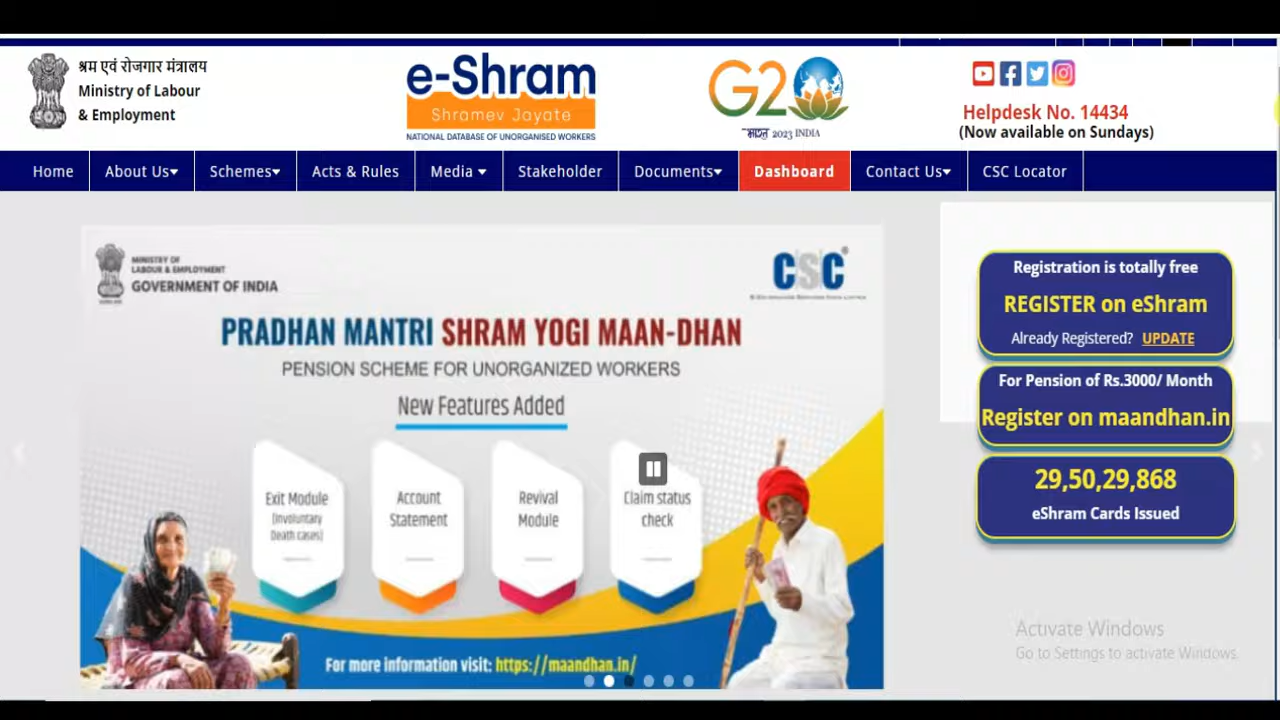 श्रम एवं रोजगार मंत्रालय
Ministry of Labour
& Employment
e-Shram
Shramev Jayate
NATIONAL DATABASE OF UNORGANISED WORKERS
G20
भारत 2023 INDIA
Helpdesk No. 14434
(Now available on Sundays)
Home
About Us
Schemes
Acts & Rules
Media
Stakeholder
Documents
Dashboard
Contact Us
CSC Locator
MINISTRY OF
LABOUR & EMPLOYMENT
GOVERNMENT OF INDIA
CSC
PRADHAN MANTRI SHRAM YOGI MAAN-DHAN
PENSION SCHEME FOR UNORGANIZED WORKERS
New Features Added
Exit Module
(Involuntary
Death cases)
Account
Statement
Revival
Module
Claim status
check
For more information visit: https://maandhan.in/
Registration is totally free
REGISTER on eShram
Already Registered? UPDATE
For Pension of Rs.3000/ Month
Register on maandhan.in
29,50,29,868
eShram Cards Issued
Activate Windows
Go to Settings to activate Windows.